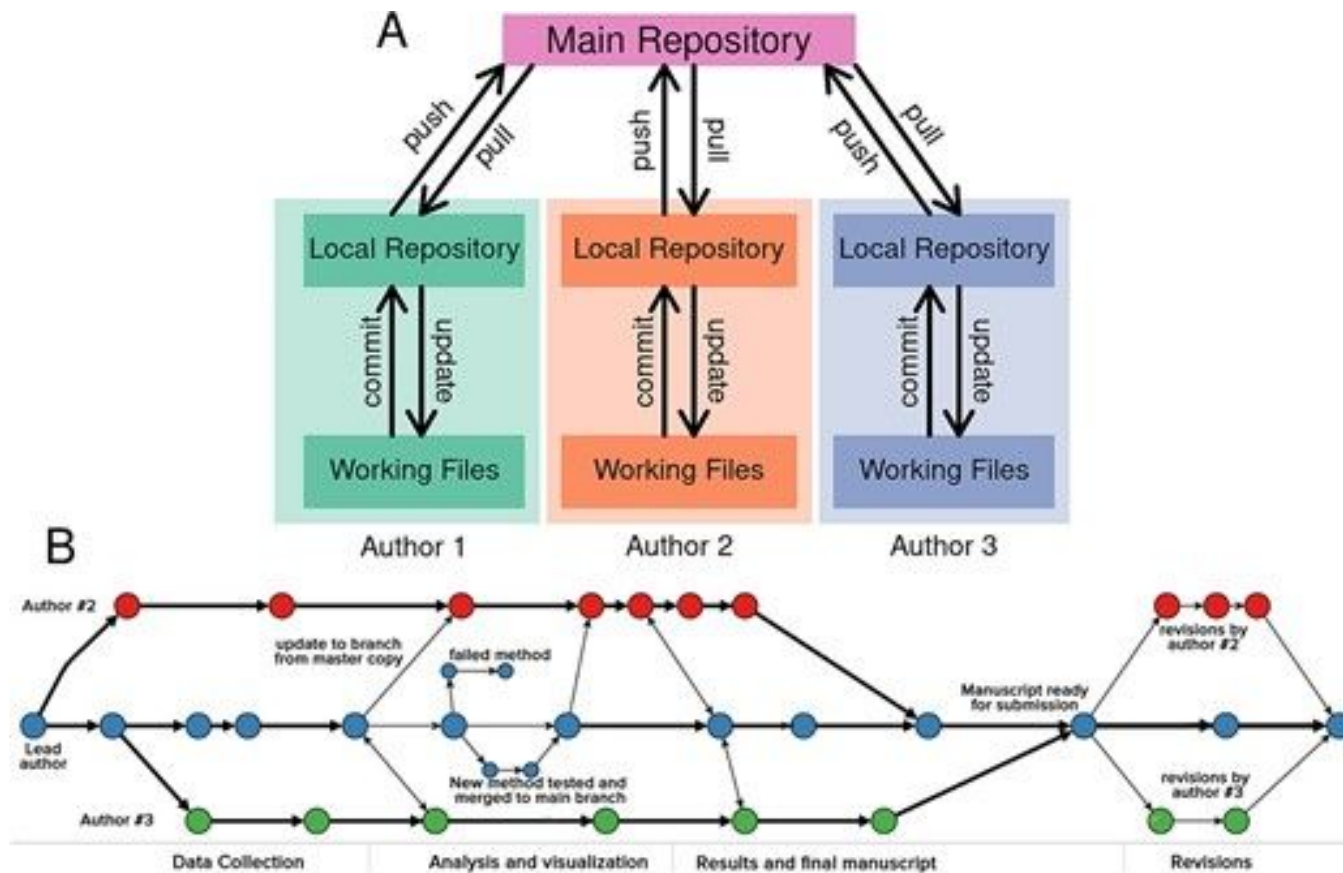 A
Main Repository
push
pull
push
pull
push
pull
Local Repository
Local Repository
Local Repository
commit
update
commit
update
commit
update
Working Files
Working Files
Working Files
Author 1
Author 2
Author 3
B
Author #2
update to branch
from master copy
failed method
revisions by
author #2
Manuscript ready
for submission
Lead
author
New method tested and
merged to main branch
revisions by
author #3
Author #3
Data Collection
Analysis and visualization
Results and final manuscript
Revisions